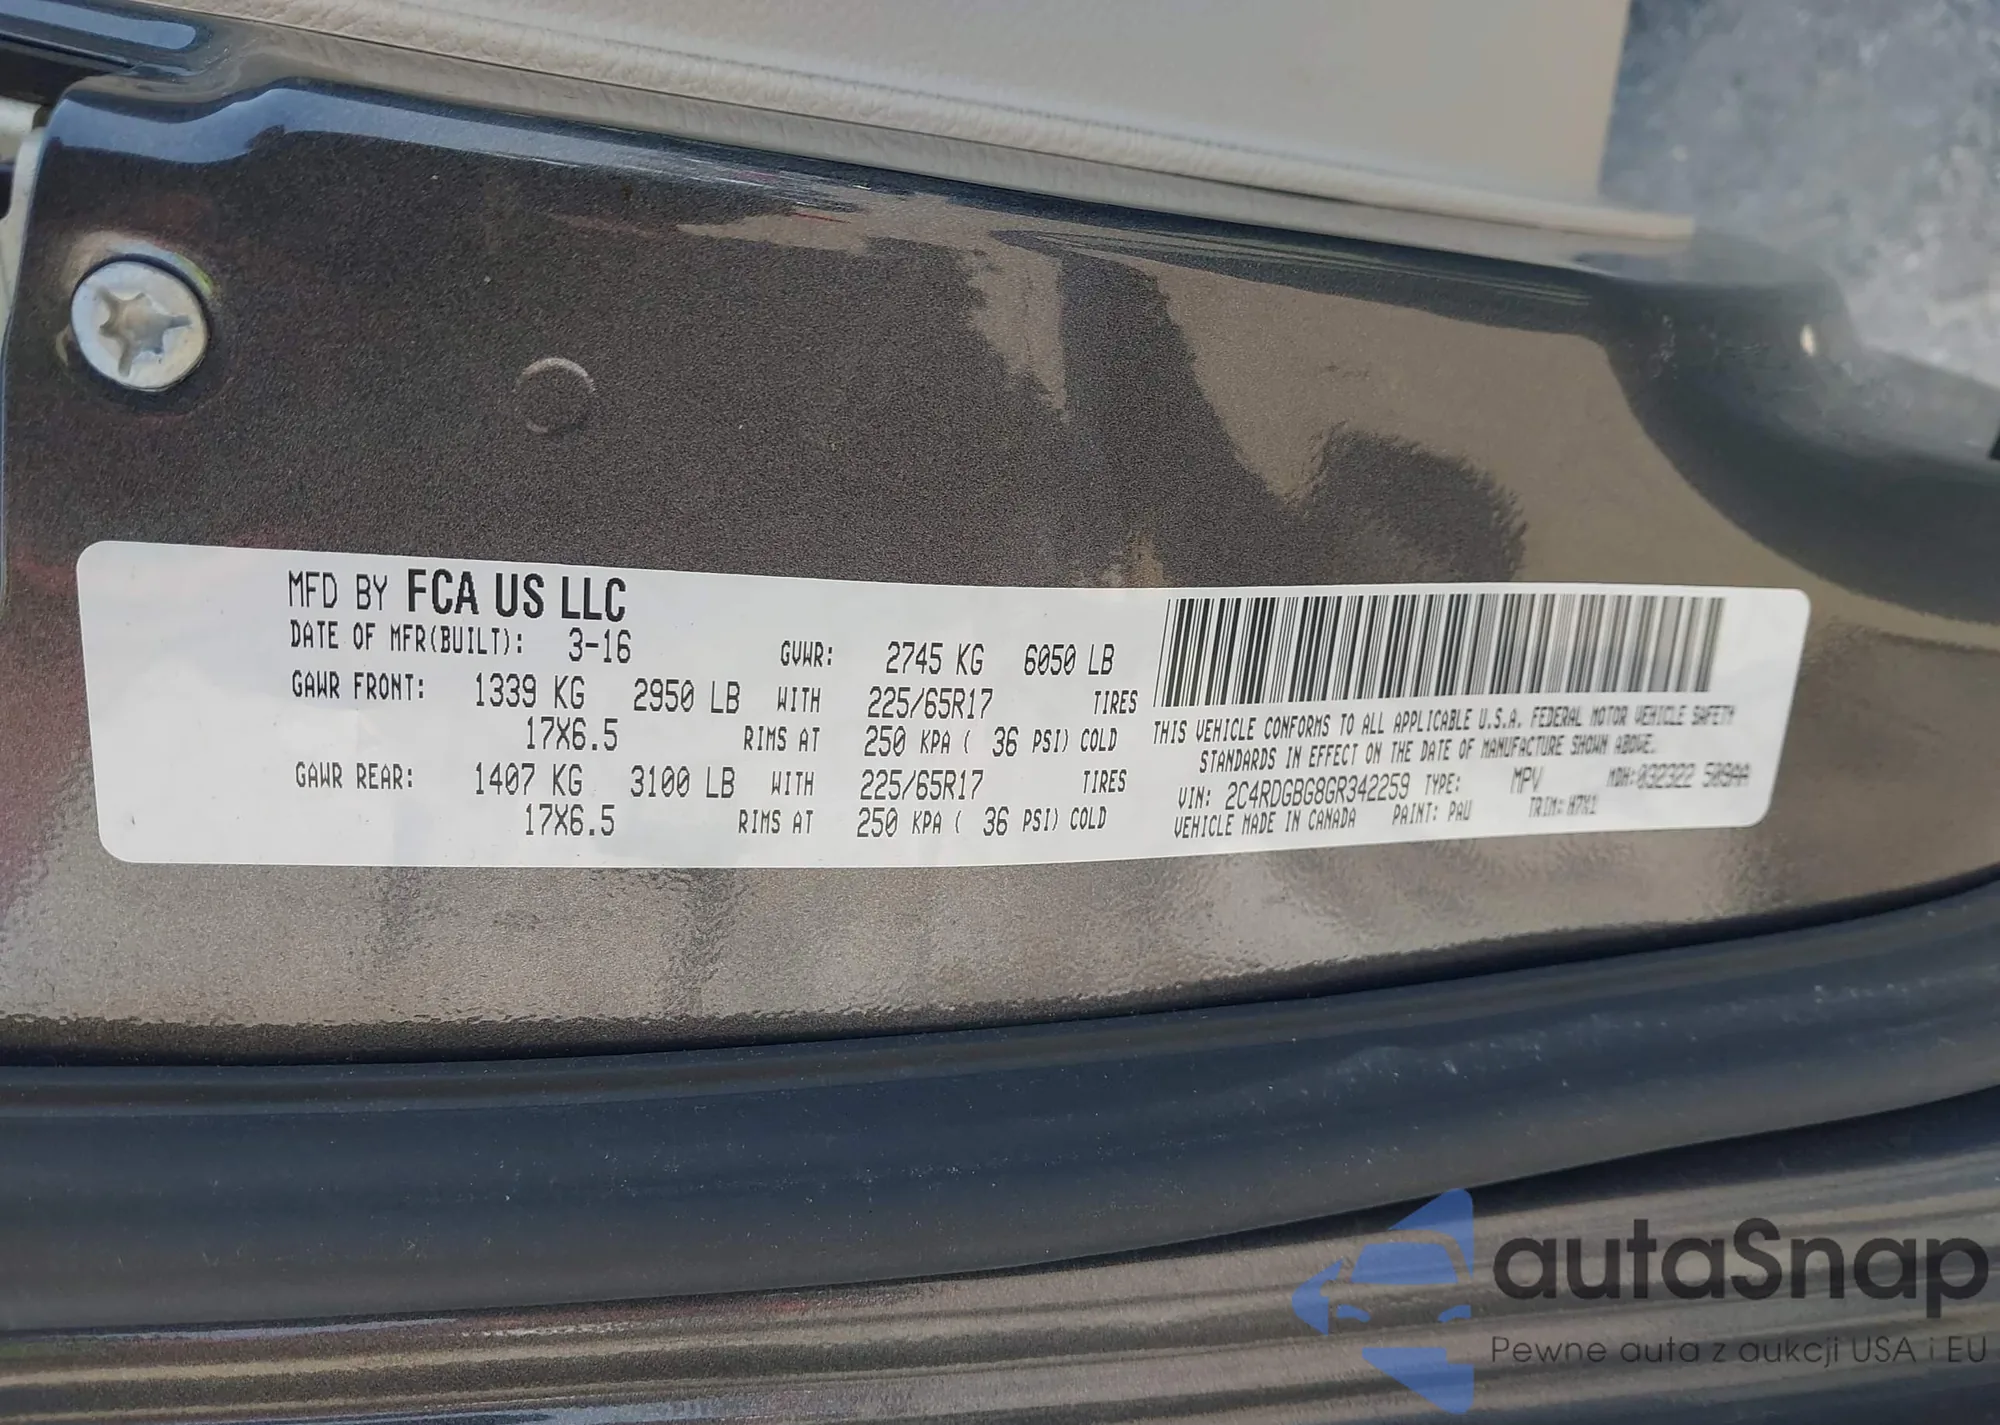 MFD BY FCA US LLC
DATE OF MFR(BUILT): 3-16 GVWR: 2745 KG 6050 LB
GAWR FRONT: 1339 KG 2950 LB WITH 225/65R17 TIRES
17X6.5 RIMS AT 250 KPA ( 36 PSI) COLD
GAWR REAR: 1407 KG 3100 LB WITH 225/65R17 TIRES
17X6.5 RIMS AT 250 KPA ( 36 PSI) COLD
THIS VEHICLE CONFORMS TO ALL APPLICABLE U.S.A. FEDERAL MOTOR VEHICLE SAFETY
STANDARDS IN EFFECT ON THE DATE OF MANUFACTURE SHOWN ABOVE.
VIN: 2C4RDGBG8GR342259 TYPE: MPV MDH:032322 509AA
VEHICLE MADE IN CANADA PAINT: PAU TRIM:
autaSnap
Pewne auta z aukcji USA i EU